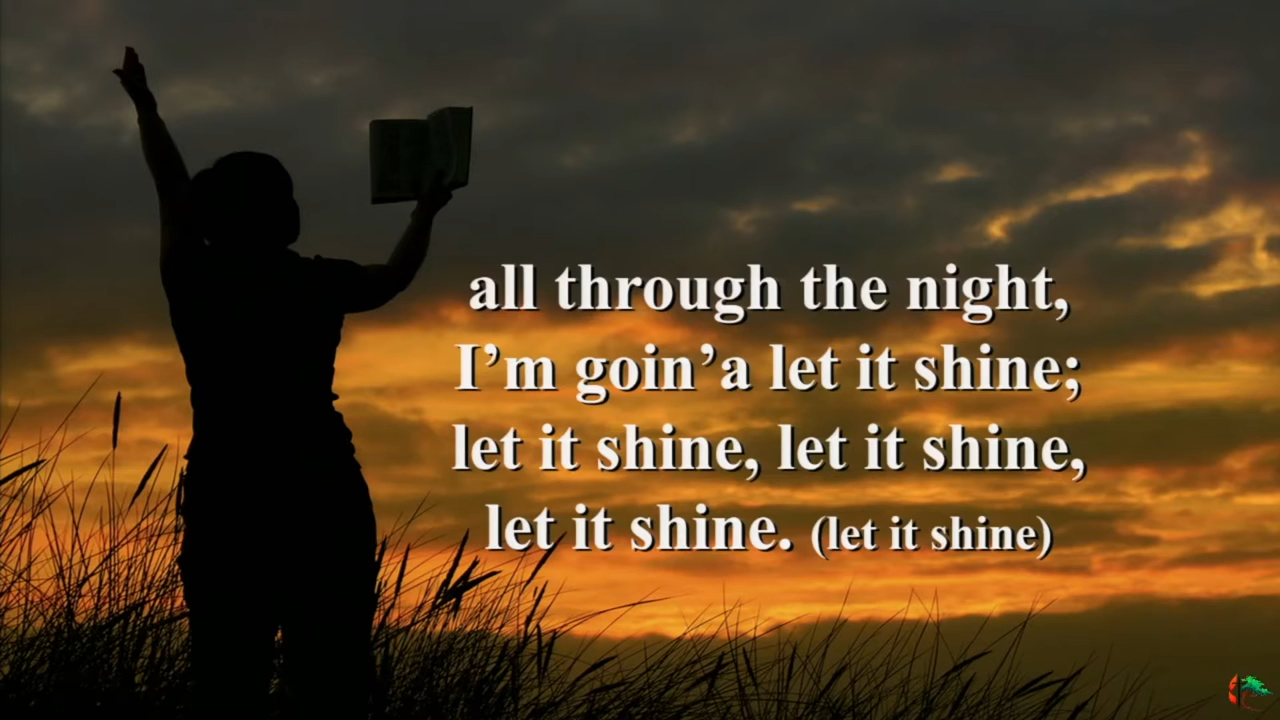 all through the night,
I’m goin’a let it shine;
let it shine, let it shine,
let it shine. (let it shine)